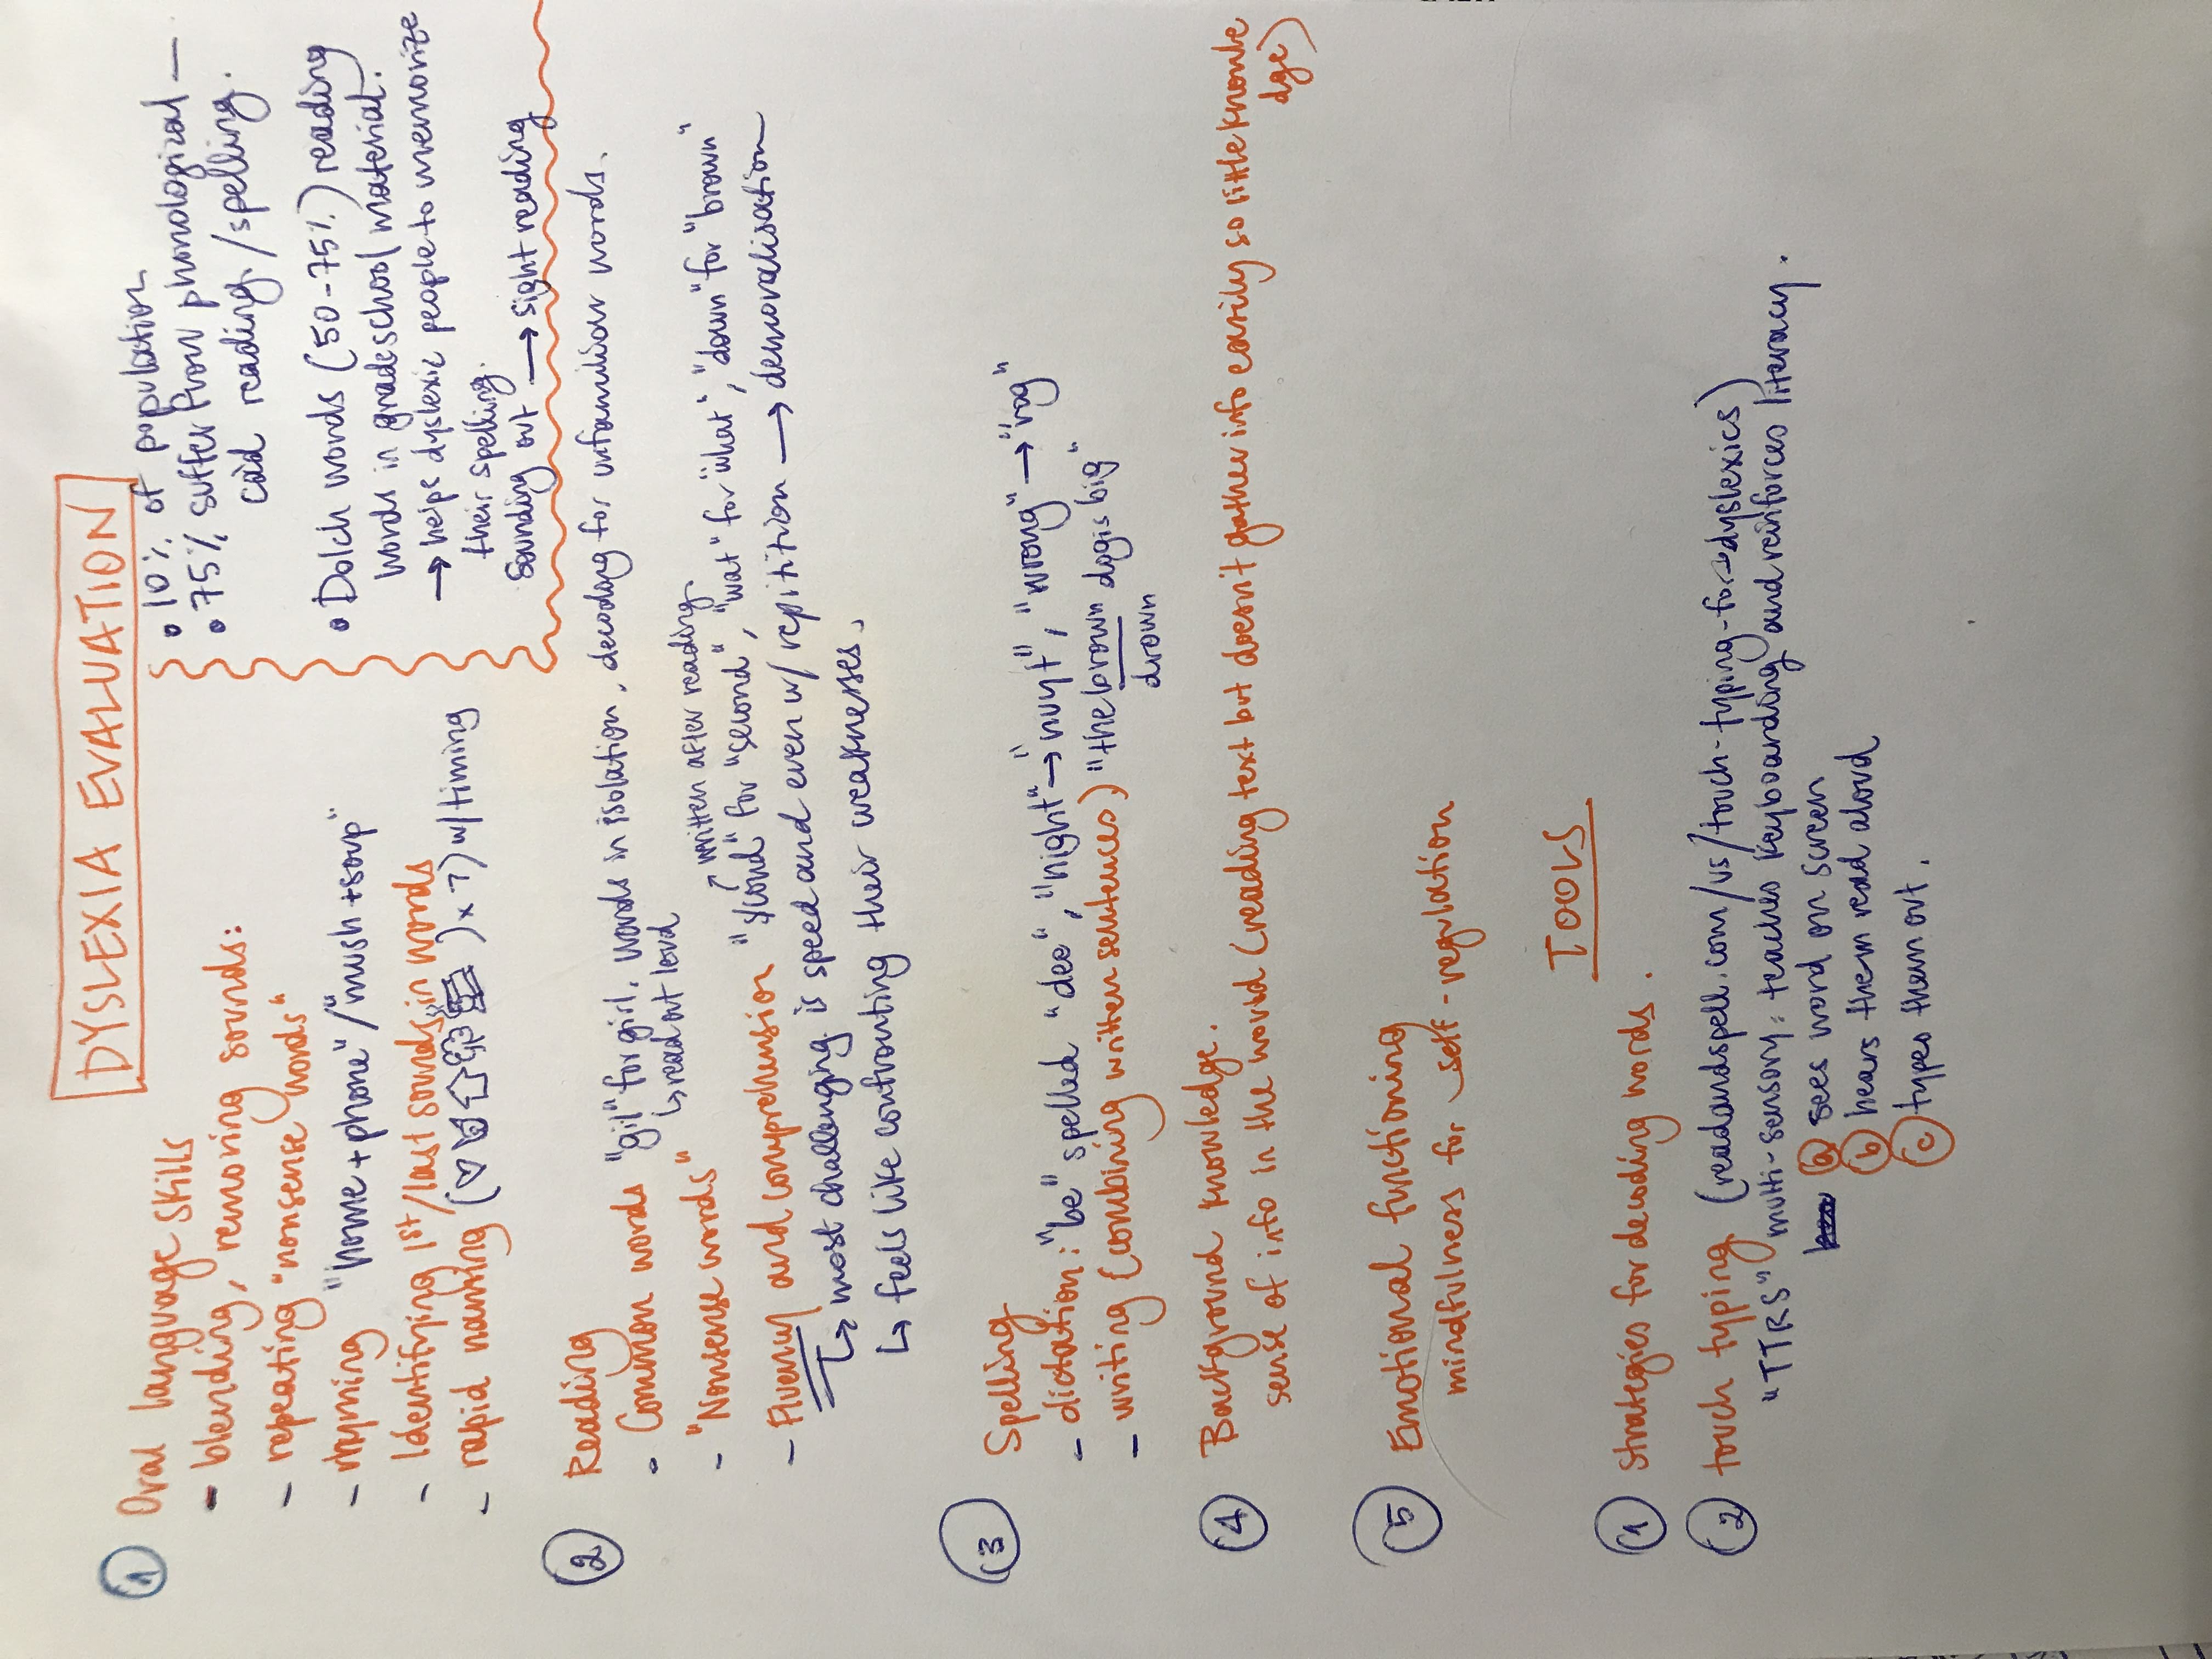 DYSLEXIA EVALUATION
1 Oral language skills
- blending, removing sounds:
- repeating "nonsense words"
- rhyming "home + phone" / "mush + soup"
- Identifying 1st/last sounds in words
- rapid naming ( ) x 7) w/ timing
• 10% of population
• 75% suffer from phonological —
reading/spelling.
• Dolch words (50-75%) reading
words in gradeschool material.
→ helps dyslexic people to memorize
their spelling.
Sounding out → sight reading
2 Reading
- Common words "gil" for girl. words in isolation, decoding for unfamiliar words.
↳ read out loud
- "Nonsense words"
↗ written after reading.
- Fluency and comprehension "scond" for "second", "wat" for "what", "down" for "brown"
↳ most challenging is speed and even w/ repitition → demoralisation
↳ feels like confronting their weaknesses.
3 Spelling
- dictation: "be" spelled "dee", "night" → "nuyt", "wrong" → "rog"
- writing (combining written sentences) "the brown dog is big"
drown
4 Background knowledge.
sense of info in the world (reading text but doesn't gather info easily so little knowle
dge)
5 Emotional functioning
mindfulness for self-regulation
TOOLS
1 Strategies for decoding words.
2 touch typing (readandspell.com/us/touch-typing-for-dyslexics)
"TTRS" multi-sensory: teaches keyboarding and reinforces literacy.
a sees word on screen
b hears them read aloud
c types them out.